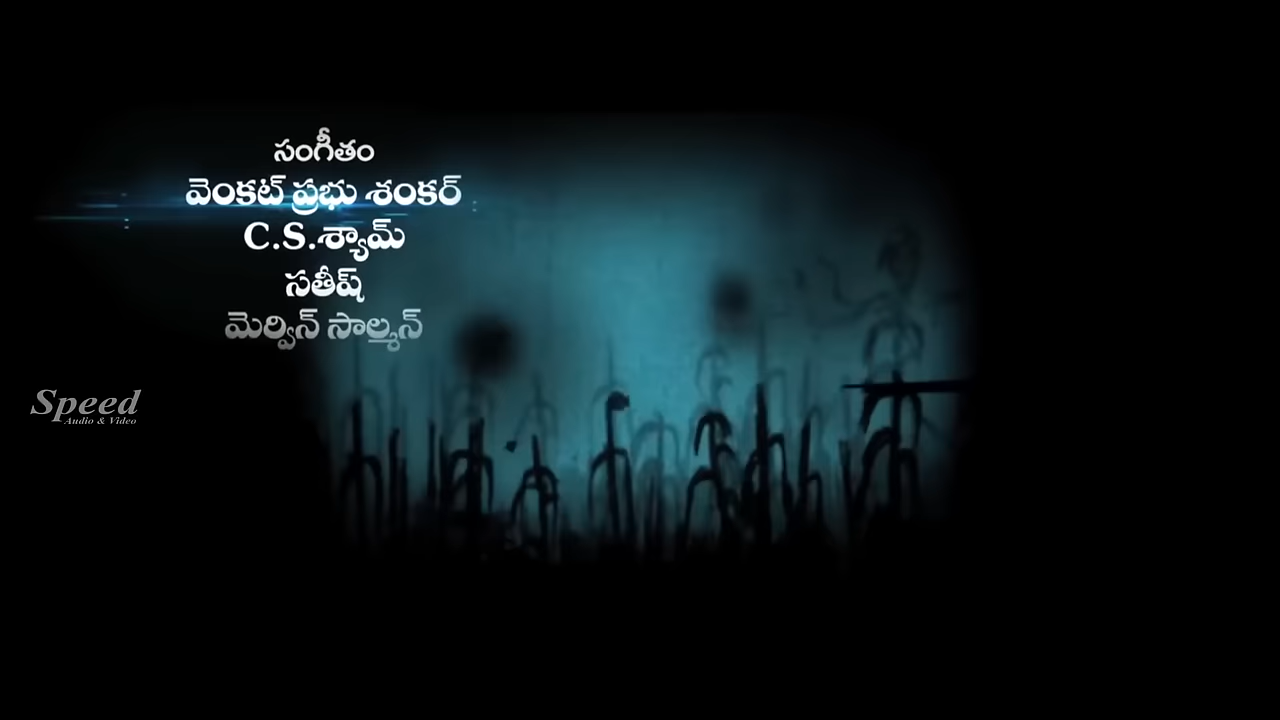 సంగీతం
వెంకట్ ప్రభు శంకర్
C.S.శ్యామ్
సతీష్
మెర్విన్ సాల్మన్
Speed
Audio & Video